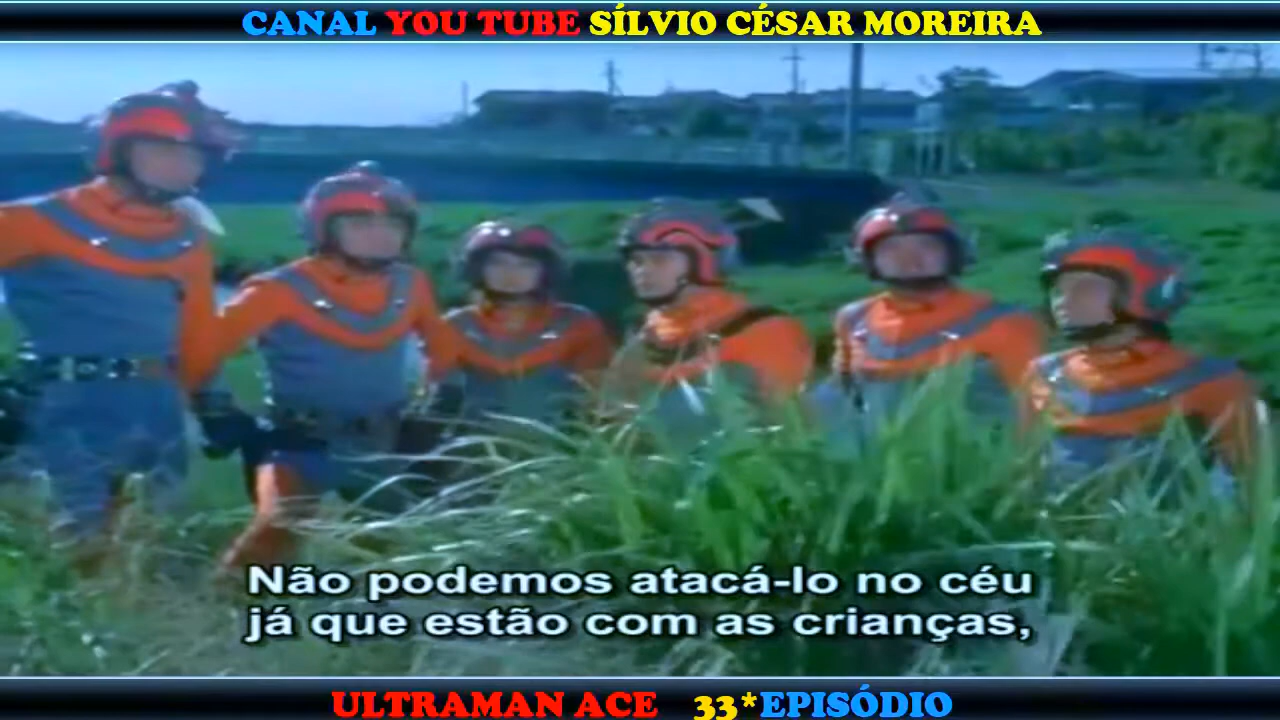 CANAL YOU TUBE SÍLVIO CÉSAR MOREIRA
Não podemos atacá-lo no céu
já que estão com as crianças,
ULTRAMAN ACE 33*EPISÓDIO